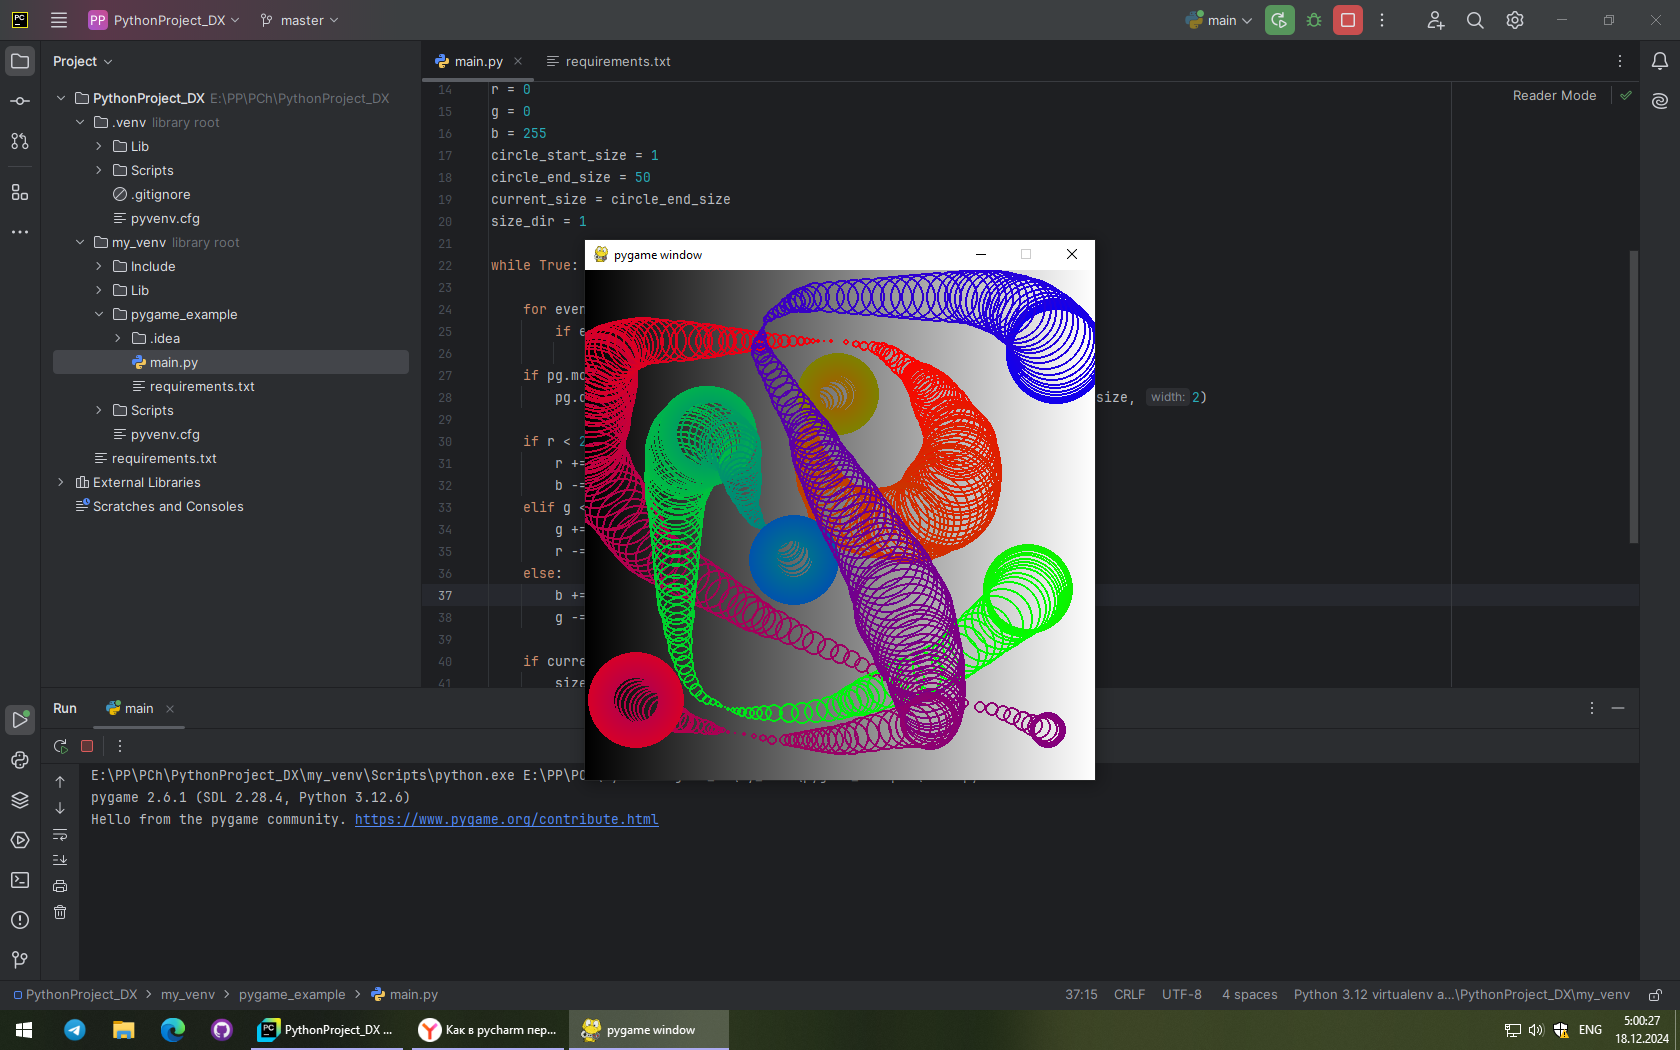 PC
PP PythonProject_DX
master
main
Project
main.py
requirements.txt
Reader Mode
PythonProject_DX E:\PP\PCh\PythonProject_DX
.venv library root
Lib
Scripts
.gitignore
pyvenv.cfg
my_venv library root
Include
Lib
pygame_example
.idea
main.py
requirements.txt
Scripts
pyvenv.cfg
requirements.txt
External Libraries
Scratches and Consoles
14 r = 0
15 g = 0
16 b = 255
17 circle_start_size = 1
18 circle_end_size = 50
19 current_size = circle_end_size
20 size_dir = 1
21
22 while True:
23
24 for even
25 if e
26
27 if pg.mo
28 pg.d size, width: 2)
29
30 if r < 2
31 r +=
32 b -=
33 elif g <
34 g +=
35 r -=
36 else:
37 b +=
38 g -=
39
40 if curre
41 size
pygame window
Run
main
E:\PP\PCh\PythonProject_DX\my_venv\Scripts\python.exe E:\PP\PC
pygame 2.6.1 (SDL 2.28.4, Python 3.12.6)
Hello from the pygame community. https://www.pygame.org/contribute.html
PythonProject_DX > my_venv > pygame_example > main.py
37:15 CRLF UTF-8 4 spaces Python 3.12 virtualenv a...\PythonProject_DX\my_venv
PC PythonProject_DX ...
Как в pycharm пер...
pygame window
ENG
5:00:27
18.12.2024